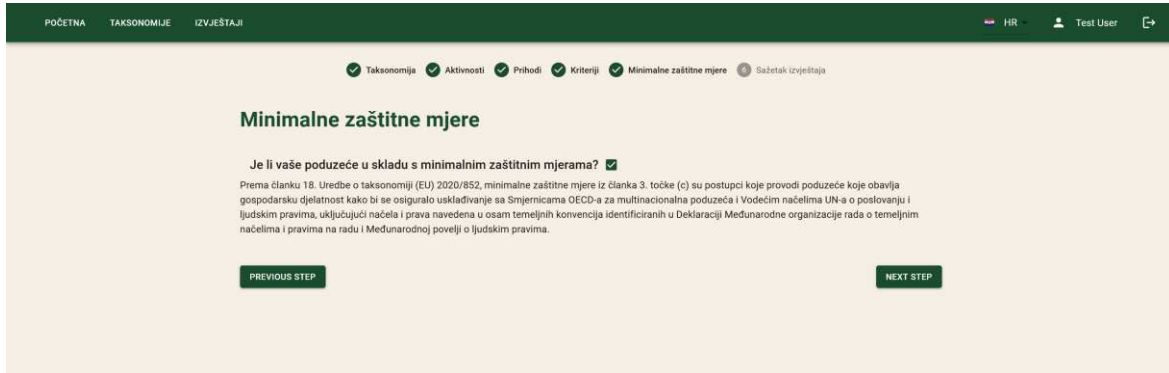 POČETNA TAKSONOMIJE IZVJEŠTAJI HR Test User
Taksonomija Aktivnosti Prihodi Kriteriji Minimalne zaštitne mjere 6 Sažetak izvještaja
Minimalne zaštitne mjere
Je li vaše poduzeće u skladu s minimalnim zaštitnim mjerama?
Prema članku 18. Uredbe o taksonomiji (EU) 2020/852, minimalne zaštitne mjere iz članka 3. točke (c) su postupci koje provodi poduzeće koje obavlja
gospodarsku djelatnost kako bi se osiguralo usklađivanje sa Smjernicama OECD-a za multinacionalna poduzeća i Vodećim načelima UN-a o poslovanju i
ljudskim pravima, uključujući načela i prava navedena u osam temeljnih konvencija identificiranih u Deklaraciji Međunarodne organizacije rada o temeljnim
načelima i pravima na radu i Međunarodnoj povelji o ljudskim pravima.
PREVIOUS STEP NEXT STEP